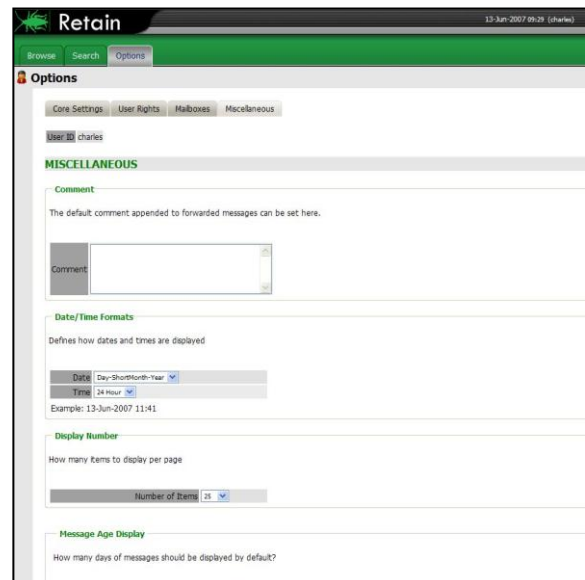 Retain
13-Jun-2007 09:29 (charles)
Browse Search Options
Options
Core Settings User Rights Mailboxes Miscellaneous
User ID charles
MISCELLANEOUS
Comment
The default comment appended to forwarded messages can be set here.
Comment
Date/Time Formats
Defines how dates and times are displayed
Date Day-ShortMonth-Year
Time 24 Hour
Example: 13-Jun-2007 11:41
Display Number
How many items to display per page
Number of Items 25
Message Age Display
How many days of messages should be displayed by default?